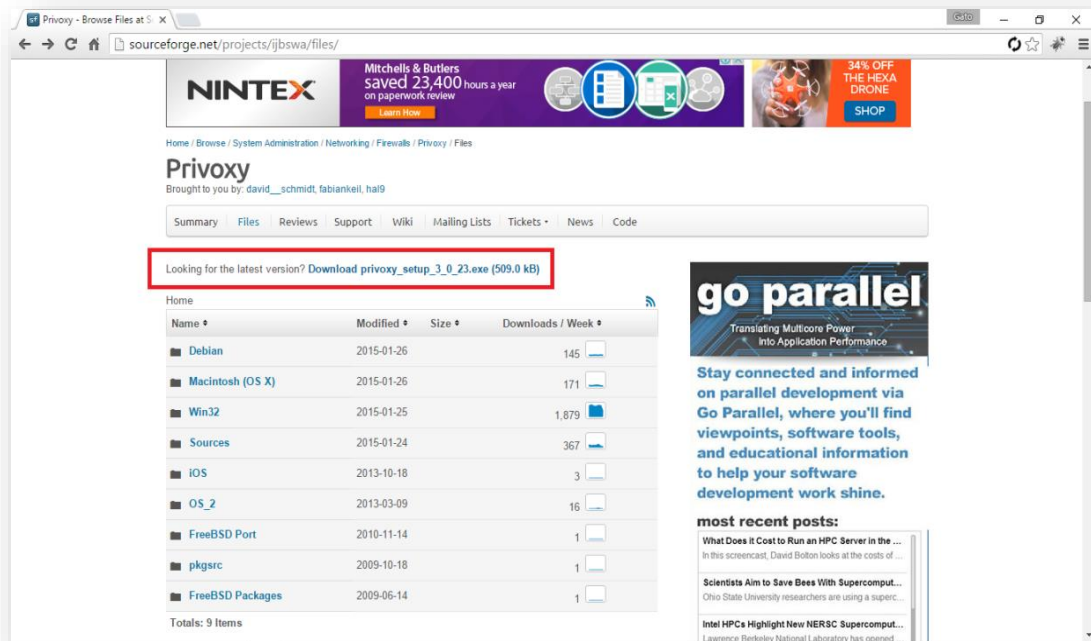 Privoxy - Browse Files at S
Gato
sourceforge.net/projects/ijbswa/files/
NINTEX
Mitchells & Butlers
saved 23,400 hours a year
on paperwork review
Learn How
34% OFF
THE HEXA
DRONE
SHOP
Home / Browse / System Administration / Networking / Firewalls / Privoxy / Files
Privoxy
Brought to you by: david__schmidt, fabiankeil, hal9
Summary Files Reviews Support Wiki Mailing Lists Tickets News Code
Looking for the latest version? Download privoxy_setup_3_0_23.exe (509.0 kB)
Home
Name Modified Size Downloads / Week
Debian 2015-01-26 145
Macintosh (OS X) 2015-01-26 171
Win32 2015-01-25 1,879
Sources 2015-01-24 367
iOS 2013-10-18 3
OS_2 2013-03-09 16
FreeBSD Port 2010-11-14 1
pkgsrc 2009-10-18 1
FreeBSD Packages 2009-06-14 1
Totals: 9 Items
go parallel
Translating Multicore Power
into Application Performance
Stay connected and informed
on parallel development via
Go Parallel, where you'll find
viewpoints, software tools,
and educational information
to help your software
development work shine.
most recent posts:
What Does it Cost to Run an HPC Server in the ...
In this screencast, David Bolton looks at the costs of ...
Scientists Aim to Save Bees With Supercomput...
Ohio State University researchers are using a superc...
Intel HPCs Highlight New NERSC Supercomput...
Lawrence Berkeley National Laboratory has opened